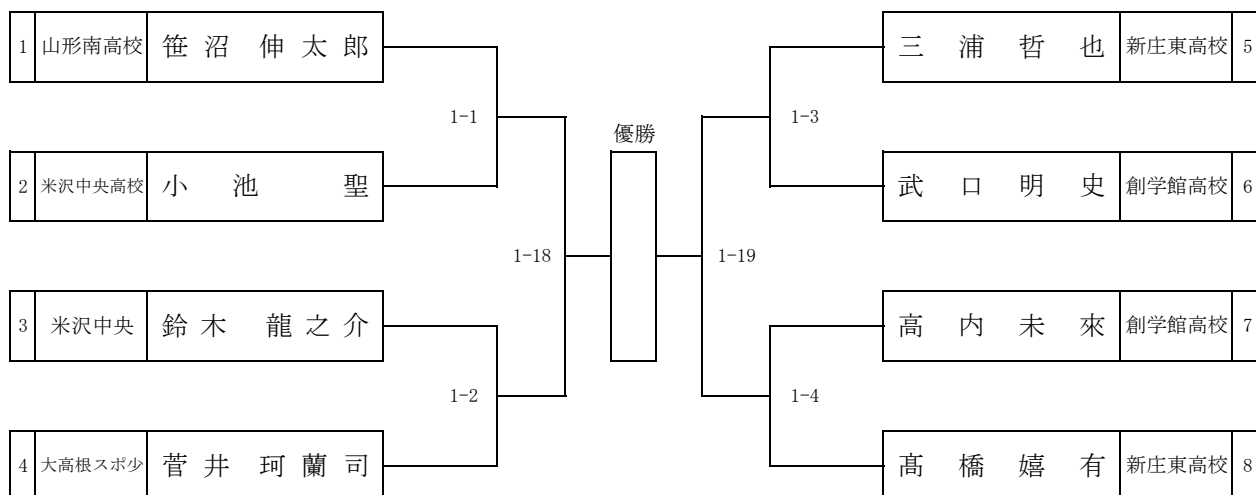 1 山形南高校 笹沼 伸太郎
三浦哲也 新庄東高校 5
1-1
1-3
優勝
2 米沢中央高校 小池 聖
武口明史 創学館高校 6
1-18
1-19
3 米沢中央 鈴木 龍之介
高内未來 創学館高校 7
1-2
1-4
4 大高根スポ少 菅井 珂蘭司
髙橋嬉有 新庄東高校 8